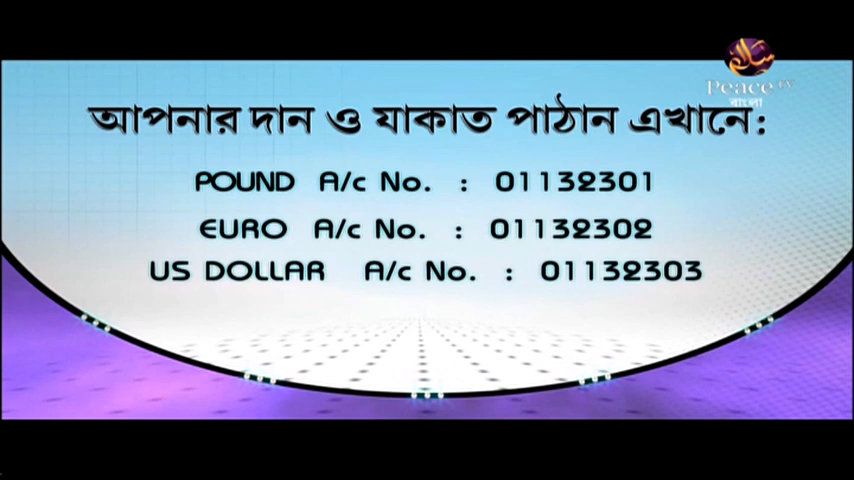 Peace TV
বাংলা
আপনার দান ও যাকাত পাঠান এখানে:
POUND A/c No. : 01132301
EURO A/c No. : 01132302
US DOLLAR A/c No. : 01132303